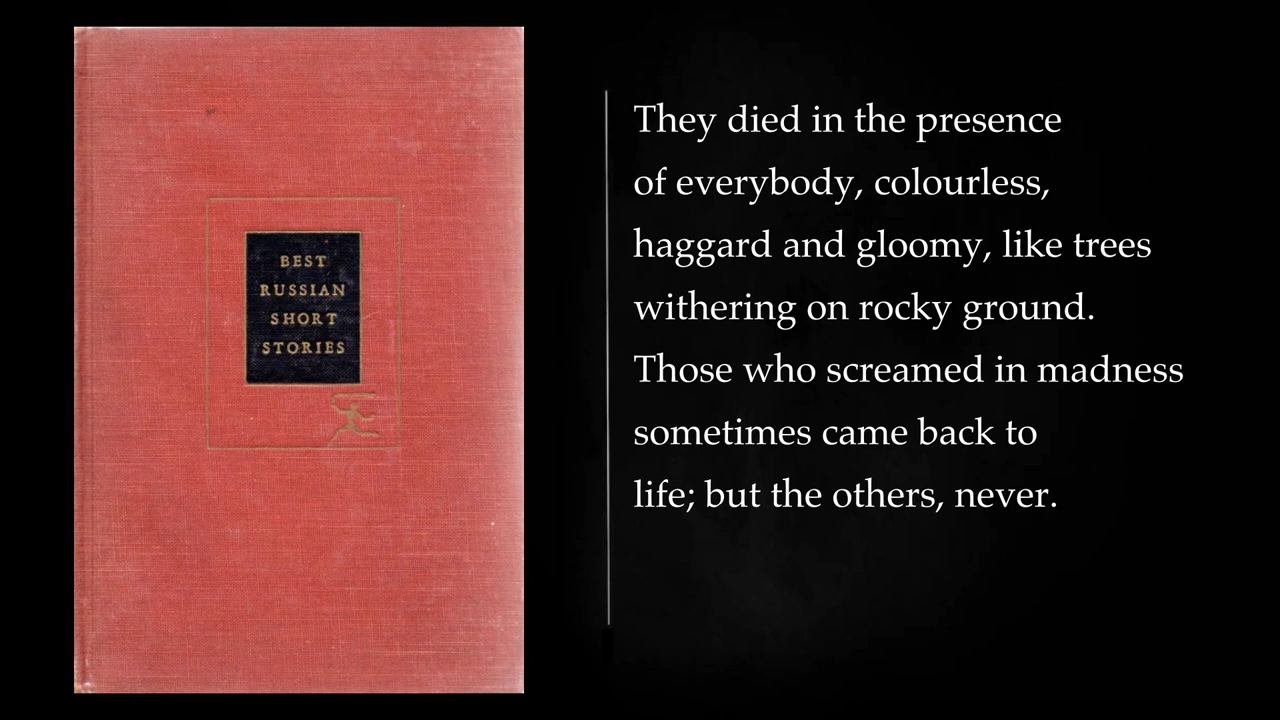 BEST
RUSSIAN
SHORT
STORIES
They died in the presence
of everybody, colourless,
haggard and gloomy, like trees
withering on rocky ground.
Those who screamed in madness
sometimes came back to
life; but the others, never.